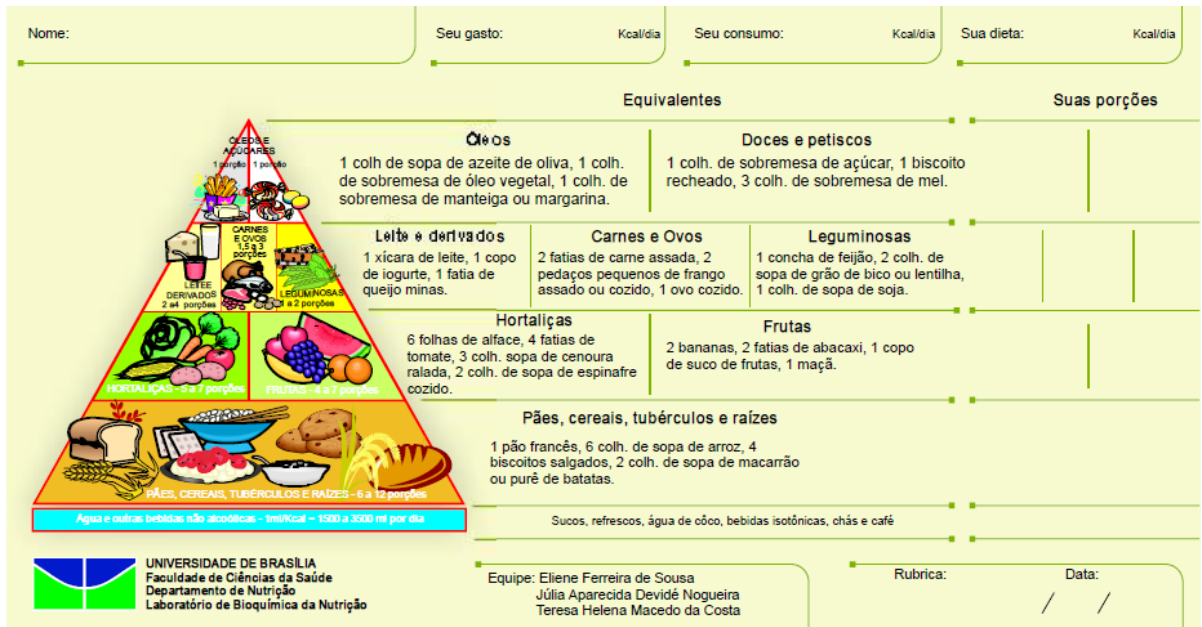 Nome:
Seu gasto:
Kcal/dia
Seu consumo:
Kcal/dia
Sua dieta:
Kcal/dia
Equivalentes
Suas porções
ÓLEOS E
AÇÚCARES
1 porção
1 porção
Óleos
1 colh de sopa de azeite de oliva, 1 colh.
de sobremesa de óleo vegetal, 1 colh. de
sobremesa de manteiga ou margarina.
Doces e petiscos
1 colh. de sobremesa de açúcar, 1 biscoito
recheado, 3 colh. de sobremesa de mel.
LEITE E
DERIVADOS
2 a4 porções
CARNES
E OVOS
1,5 a 3
porções
LEGUMINOSAS
1 a 2 porções
Leite e derivados
1 xícara de leite, 1 copo
de iogurte, 1 fatia de
queijo minas.
Carnes e Ovos
2 fatias de carne assada, 2
pedaços pequenos de frango
assado ou cozido, 1 ovo cozido.
Leguminosas
1 concha de feijão, 2 colh. de
sopa de grão de bico ou lentilha,
1 colh. de sopa de soja.
HORTALIÇAS - 5 a 7 porções
FRUTAS - 4 a 7 porções
Hortaliças
6 folhas de alface, 4 fatias de
tomate, 3 colh. sopa de cenoura
ralada, 2 colh. de sopa de espinafre
cozido.
Frutas
2 bananas, 2 fatias de abacaxi, 1 copo
de suco de frutas, 1 maçã.
PÃES, CEREAIS, TUBÉRCULOS E RAÍZES - 6 a 12 porções
Pães, cereais, tubérculos e raízes
1 pão francês, 6 colh. de sopa de arroz, 4
biscoitos salgados, 2 colh. de sopa de macarrão
ou purê de batatas.
Água e outras bebidas não alcoólicas - 1ml/Kcal – 1500 a 3500 ml por dia
Sucos, refrescos, água de côco, bebidas isotônicas, chás e café
UNIVERSIDADE DE BRASÍLIA
Faculdade de Ciências da Saúde
Departamento de Nutrição
Laboratório de Bioquímica da Nutrição
Equipe: Eliene Ferreira de Sousa
Júlia Aparecida Devidé Nogueira
Teresa Helena Macedo da Costa
Rubrica:
Data:
/ /